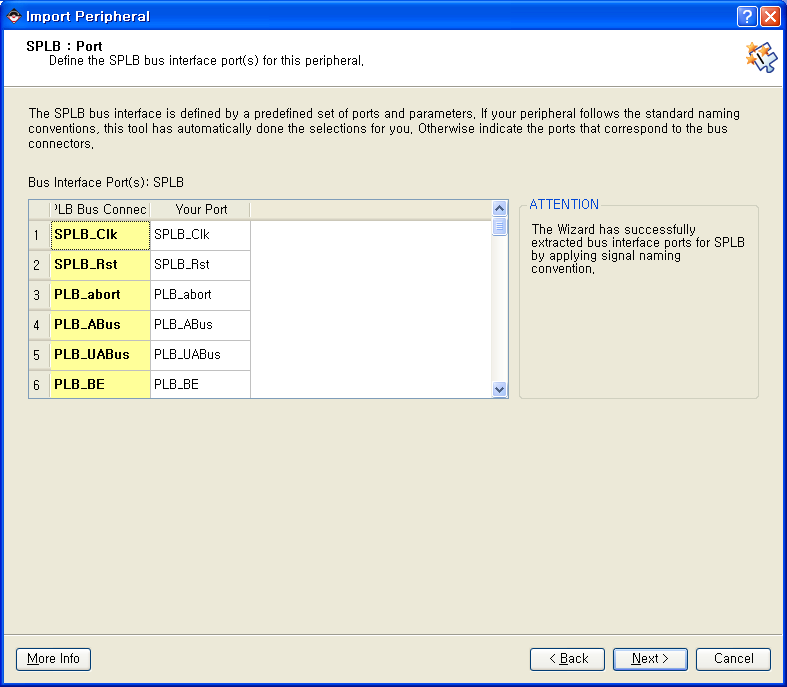 Import Peripheral
SPLB : Port
Define the SPLB bus interface port(s) for this peripheral.
The SPLB bus interface is defined by a predefined set of ports and parameters. If your peripheral follows the standard naming
conventions, this tool has automatically done the selections for you. Otherwise indicate the ports that correspond to the bus
connectors.
Bus Interface Port(s): SPLB
LB Bus Connec Your Port
1 SPLB_Clk SPLB_Clk
2 SPLB_Rst SPLB_Rst
3 PLB_abort PLB_abort
4 PLB_ABus PLB_ABus
5 PLB_UABus PLB_UABus
6 PLB_BE PLB_BE
ATTENTION
The Wizard has successfully
extracted bus interface ports for SPLB
by applying signal naming
convention.
More Info
< Back
Next >
Cancel